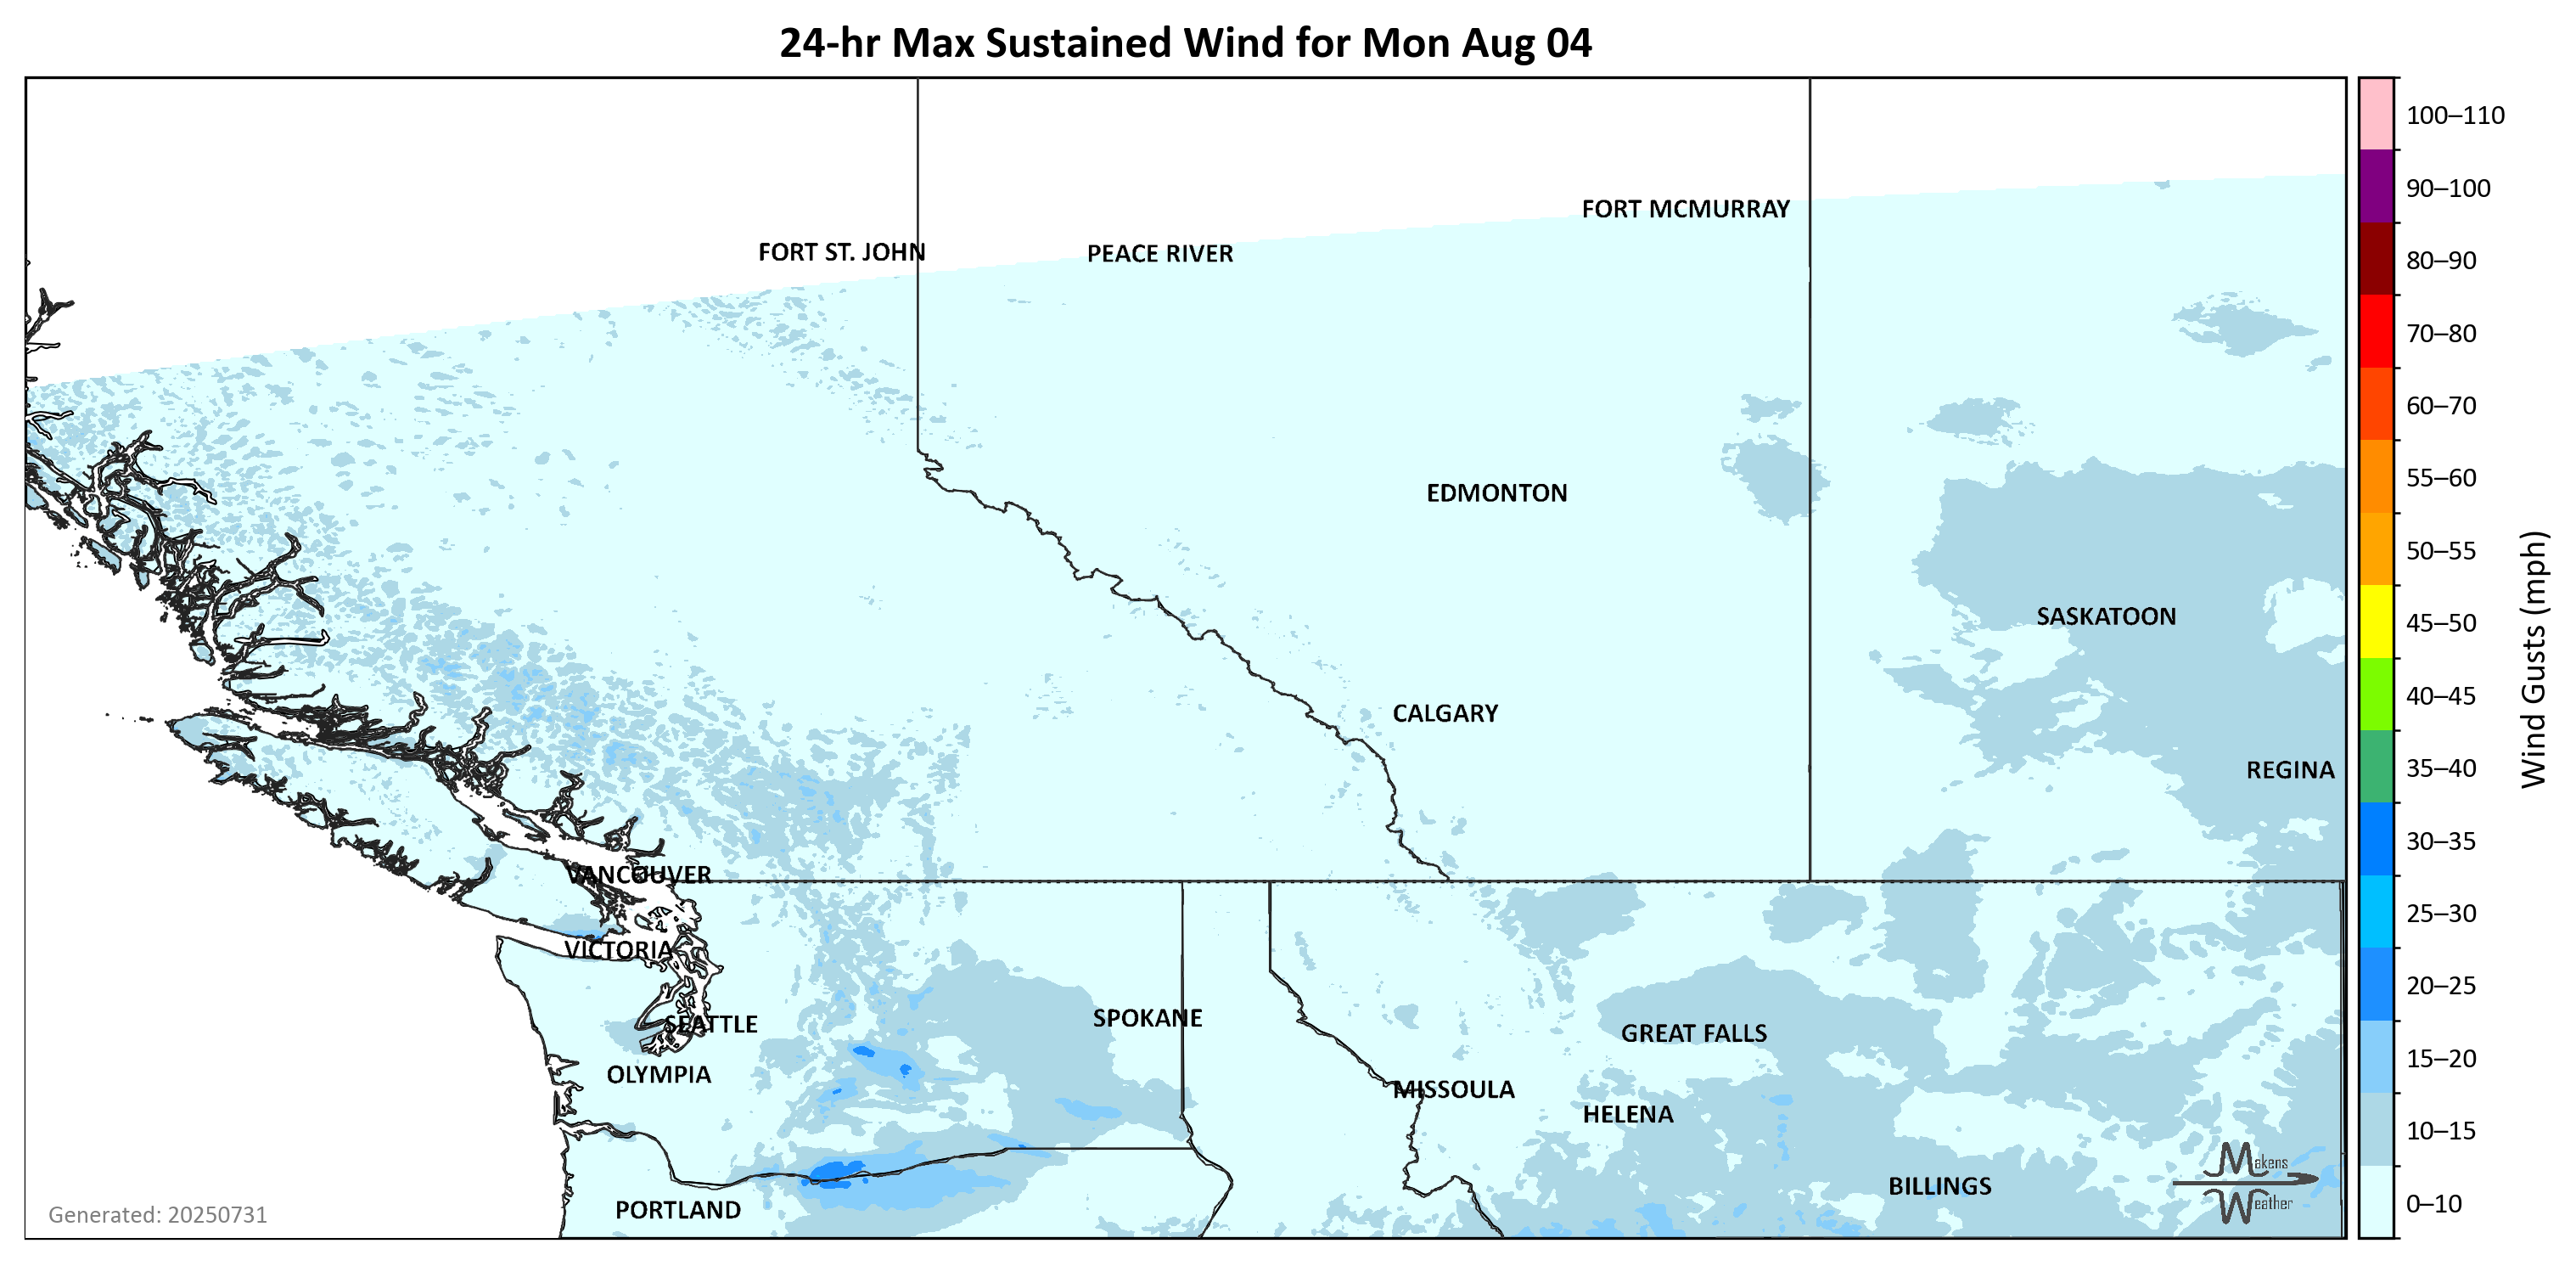 24-hr Max Sustained Wind for Mon Aug 04
100–110
FORT MCMURRAY
90–100
FORT ST. JOHN
PEACE RIVER
80–90
70–80
60–70
EDMONTON
55–60
50–55
SASKATOON
45–50
Wind Gusts (mph)
CALGARY
40–45
REGINA
35–40
30–35
VANCOUVER
25–30
VICTORIA
20–25
SEATTLE
SPOKANE
GREAT FALLS
15–20
OLYMPIA
MISSOULA
HELENA
10–15
Makens
Weather
BILLINGS
PORTLAND
0–10
Generated: 20250731